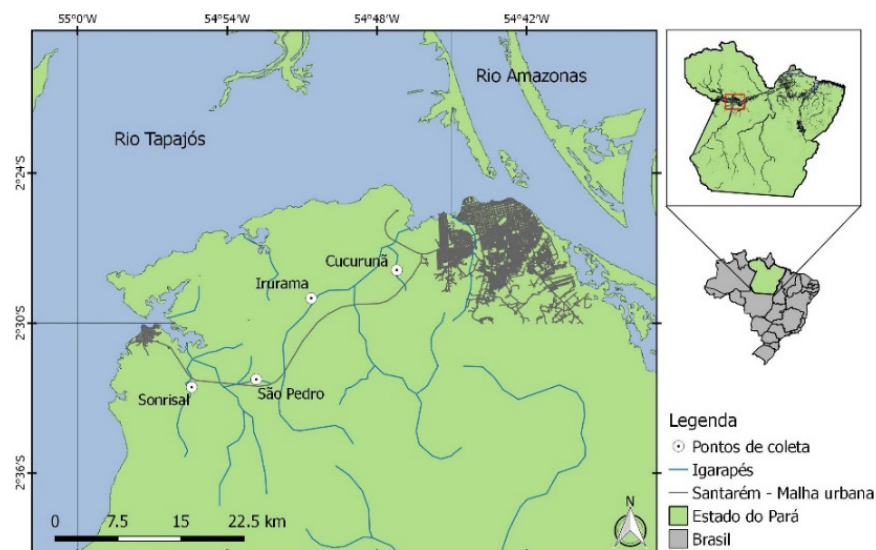 55°0'W
54°54'W
54°48'W
54°42'W
Rio Amazonas
Rio Tapajós
2°24'S
Cucurunã
Irurama
2°30'S
São Pedro
Sonrisal
2°36'S
0 7.5 15 22.5 km
N
Legenda
Pontos de coleta
Igarapés
Santarém - Malha urbana
Estado do Pará
Brasil